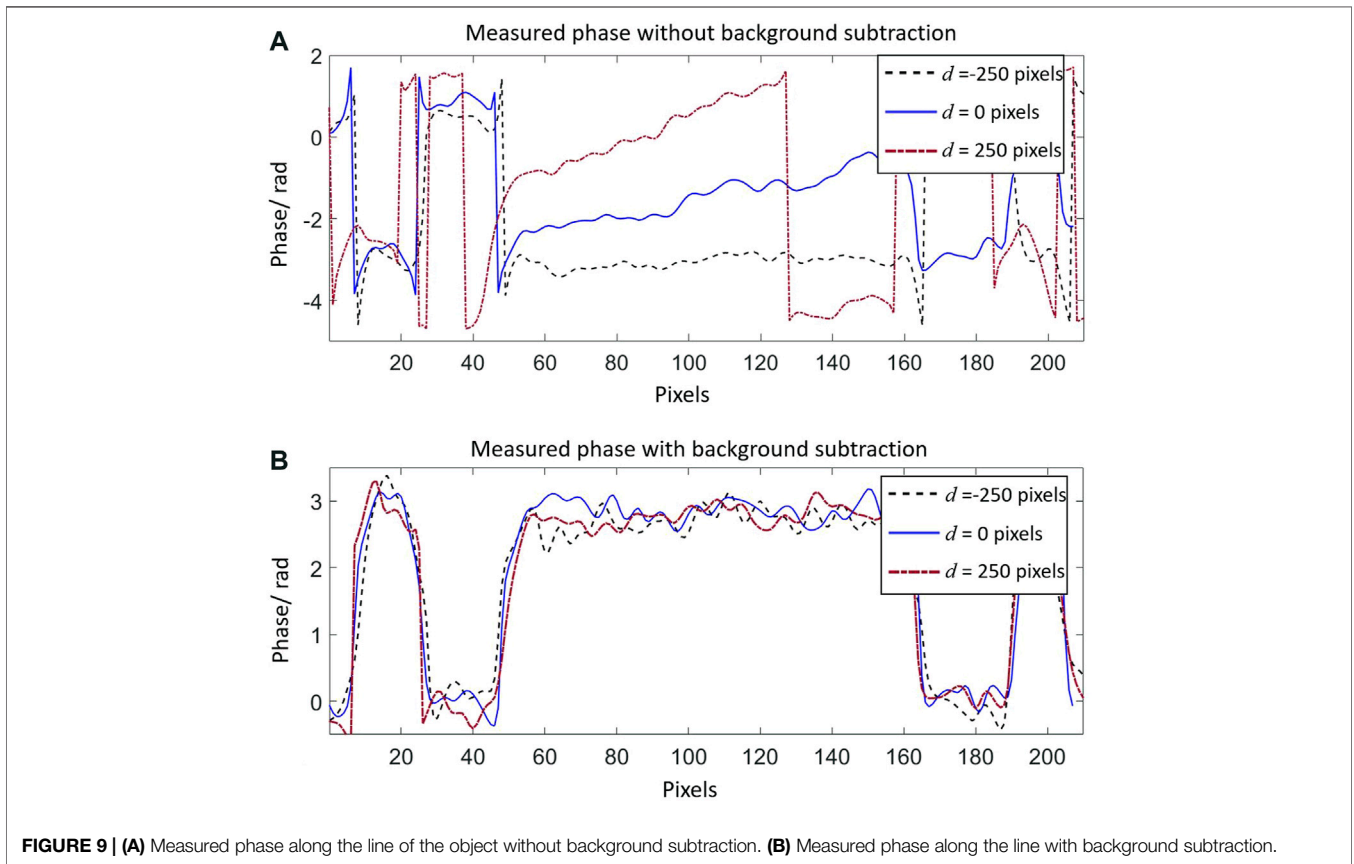 A
Measured phase without background subtraction
2
0
-2
-4
Phase/ rad
d =-250 pixels
d = 0 pixels
d = 250 pixels
20 40 60 80 100 120 140 160 180 200
Pixels
B
Measured phase with background subtraction
3
2
1
0
Phase/ rad
d =-250 pixels
d = 0 pixels
d = 250 pixels
20 40 60 80 100 120 140 160 180 200
Pixels
FIGURE 9 | (A) Measured phase along the line of the object without background subtraction. (B) Measured phase along the line with background subtraction.